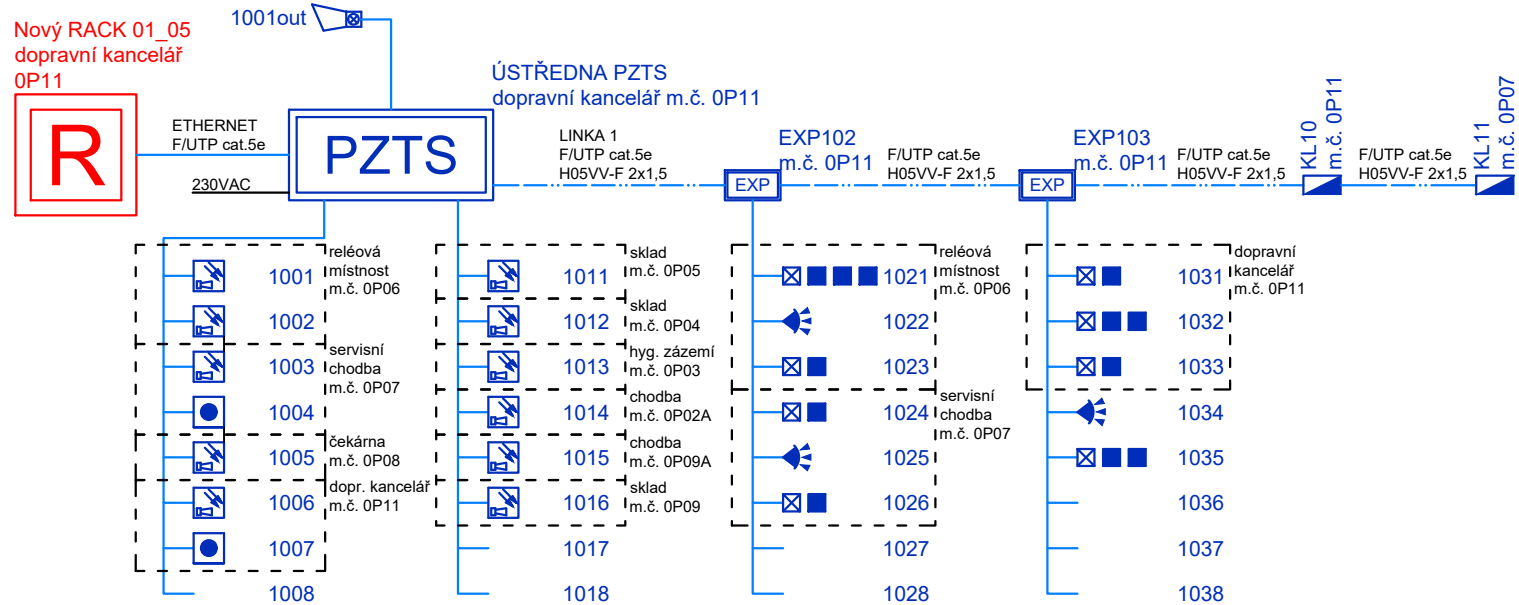 Nový RACK 01_05
dopravní kancelář
0P11
R
1001out
ETHERNET
F/UTP cat.5e
230VAC
PZTS
ÚSTŘEDNA PZTS
dopravní kancelář m.č. 0P11
LINKA 1
F/UTP cat.5e
H05VV-F 2x1,5
EXP102
m.č. 0P11
EXP
F/UTP cat.5e
H05VV-F 2x1,5
EXP103
m.č. 0P11
EXP
F/UTP cat.5e
H05VV-F 2x1,5
KL10
m.č. 0P11
F/UTP cat.5e
H05VV-F 2x1,5
KL11
m.č. 0P07
1001
reléová
místnost
m.č. 0P06
1002
1003
servisní
chodba
m.č. 0P07
1004
1005
čekárna
m.č. 0P08
1006
dopr. kancelář
m.č. 0P11
1007
1008
1011
sklad
m.č. 0P05
1012
sklad
m.č. 0P04
1013
hyg. zázemí
m.č. 0P03
1014
chodba
m.č. 0P02A
1015
chodba
m.č. 0P09A
1016
sklad
m.č. 0P09
1017
1018
1021
reléová
místnost
m.č. 0P06
1022
1023
1024
servisní
chodba
m.č. 0P07
1025
1026
1027
1028
1031
dopravní
kancelář
m.č. 0P11
1032
1033
1034
1035
1036
1037
1038